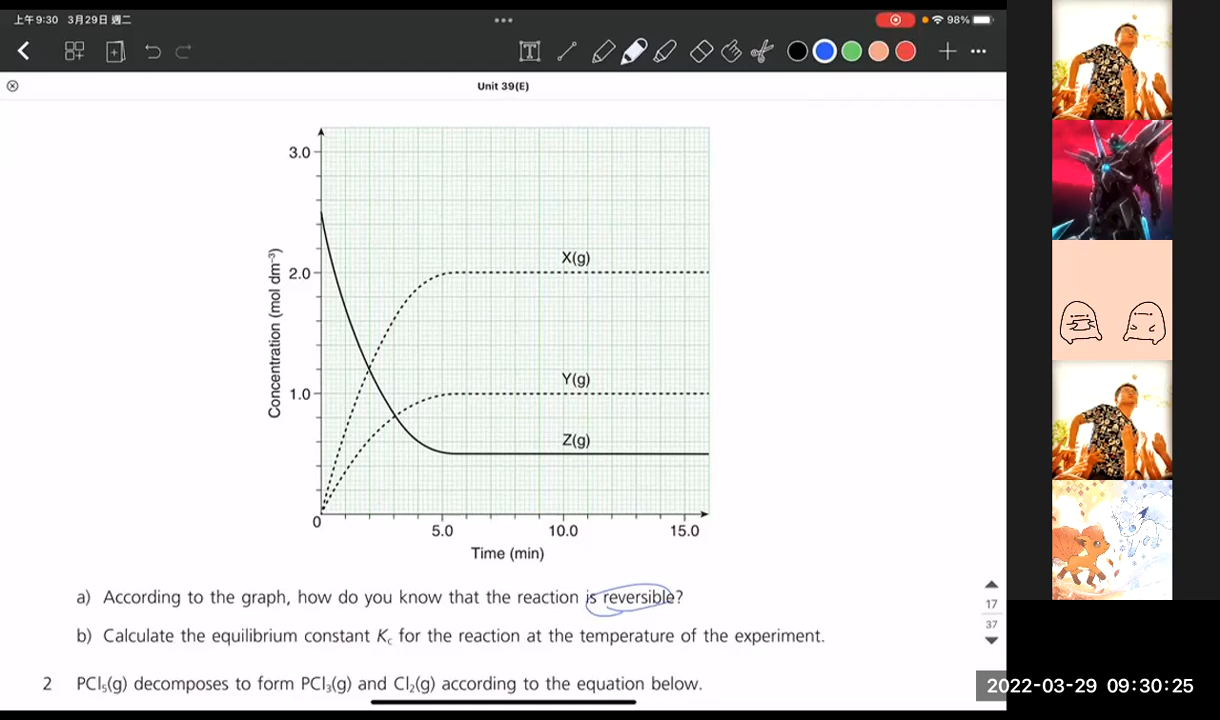 上午9:30 3月29日 週二
98%
Unit 39(E)
3.0
2.0
1.0
0
5.0
10.0
15.0
Concentration (mol dm⁻³)
Time (min)
X(g)
Y(g)
Z(g)
a) According to the graph, how do you know that the reaction is reversible?
b) Calculate the equilibrium constant Kc for the reaction at the temperature of the experiment.
2 PCl₅(g) decomposes to form PCl₃(g) and Cl₂(g) according to the equation below.
17
37
2022-03-29 09:30:25